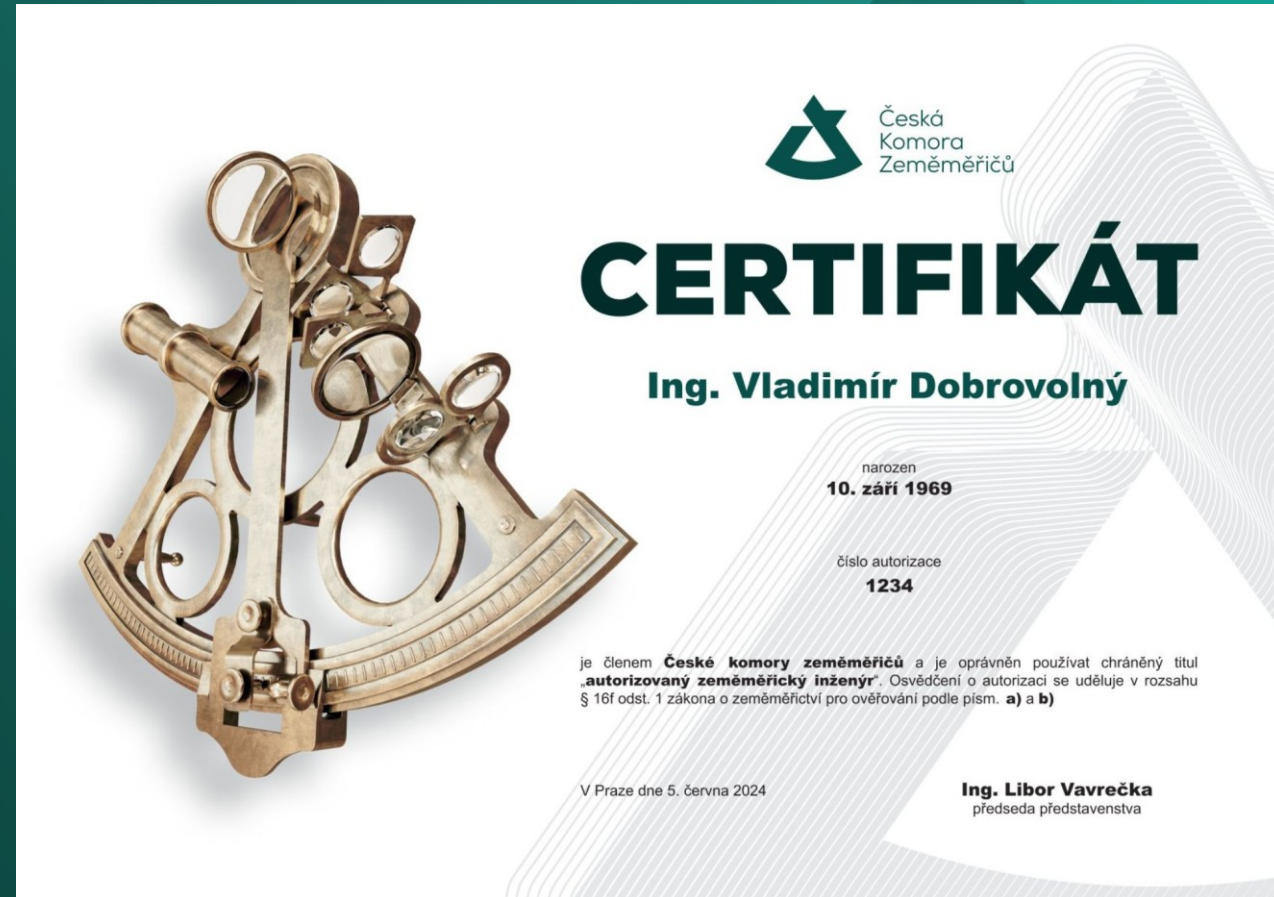 Česká
Komora
Zeměměřičů
CERTIFIKÁT
Ing. Vladimír Dobrovolný
narozen
10. září 1969
číslo autorizace
1234
je členem České komory zeměměřičů a je oprávněn používat chráněný titul
„autorizovaný zeměměřický inženýr“. Osvědčení o autorizaci se uděluje v rozsahu
§ 16f odst. 1 zákona o zeměměřictví pro ověřování podle písm. a) a b)
V Praze dne 5. června 2024
Ing. Libor Vavrečka
předseda představenstva